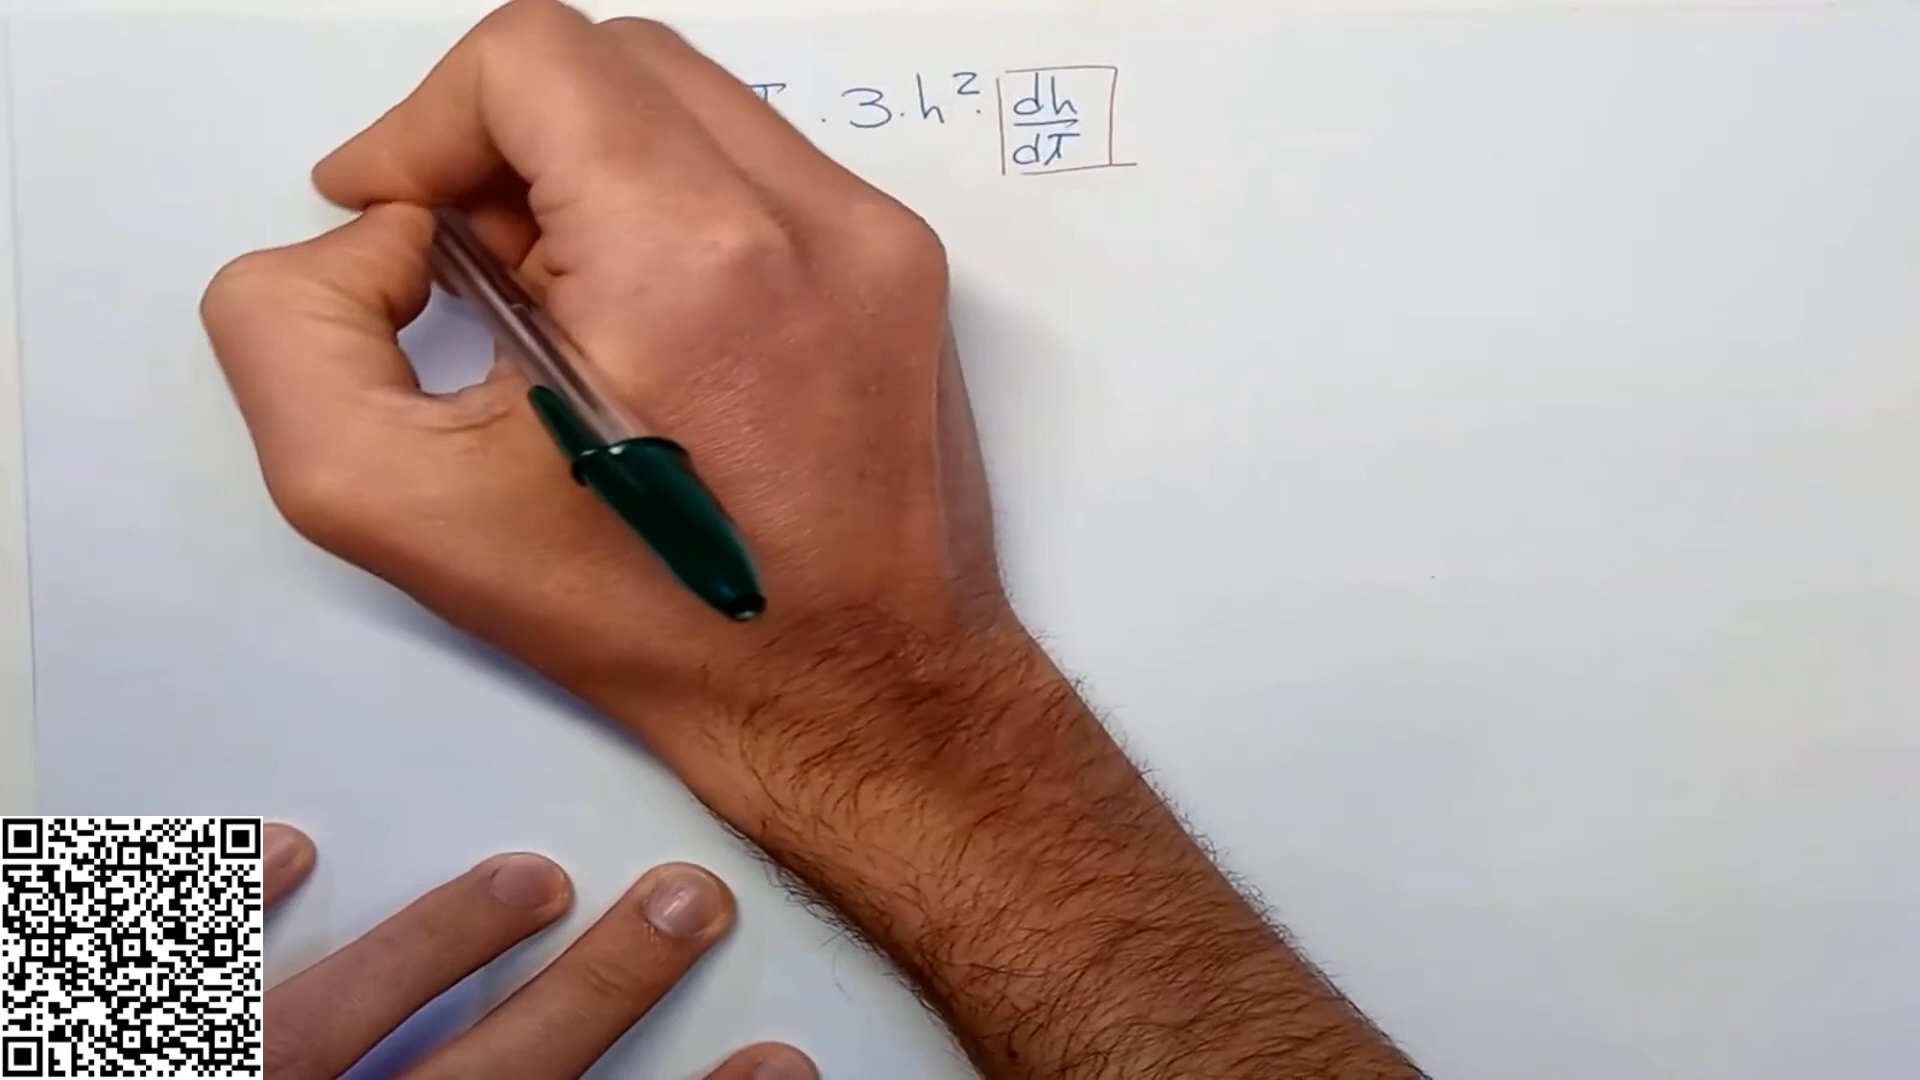 . 3 · h² · dh/dt